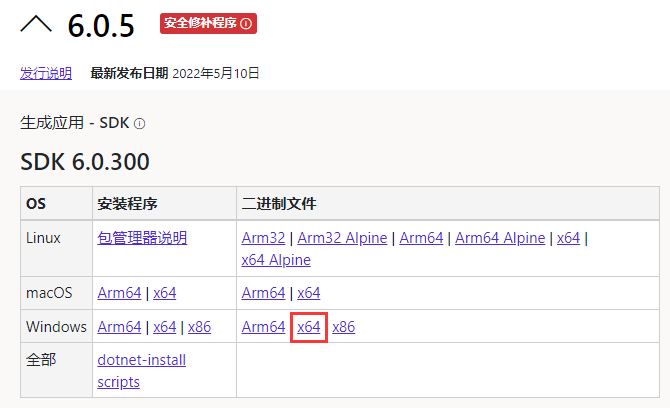 6.0.5 安全修补程序
发行说明 最新发布日期 2022年5月10日
生成应用 - SDK
SDK 6.0.300
OS 安装程序 二进制文件
Linux 包管理器说明 Arm32 | Arm32 Alpine | Arm64 | Arm64 Alpine | x64 |
x64 Alpine
macOS Arm64 | x64 Arm64 | x64
Windows Arm64 | x64 | x86 Arm64 x64 x86
全部 dotnet-install
scripts